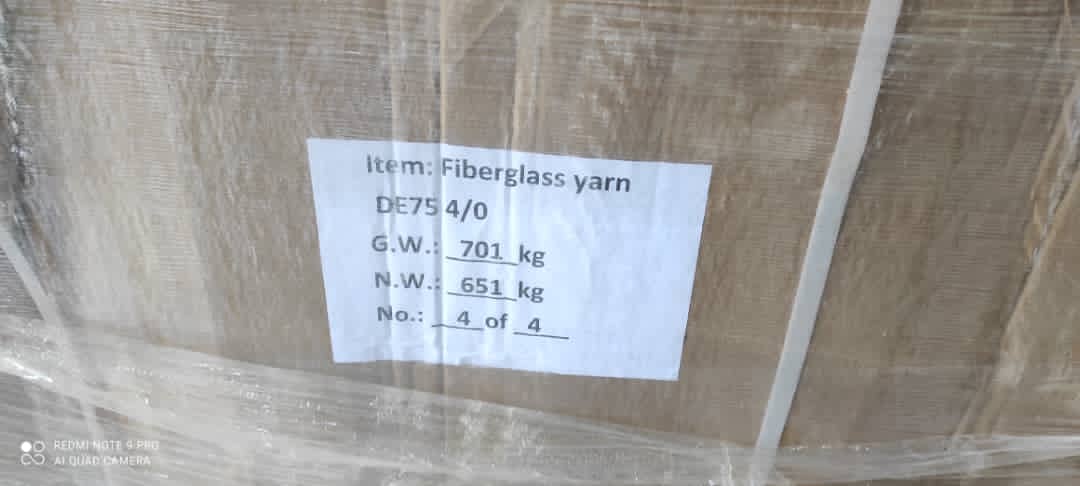 Item: Fiberglass yarn
DE75 4/0
G.W.: 701 kg
N.W.: 651 kg
No.: 4 of 4
REDMI NOTE 9 PRO
AI QUAD CAMERA